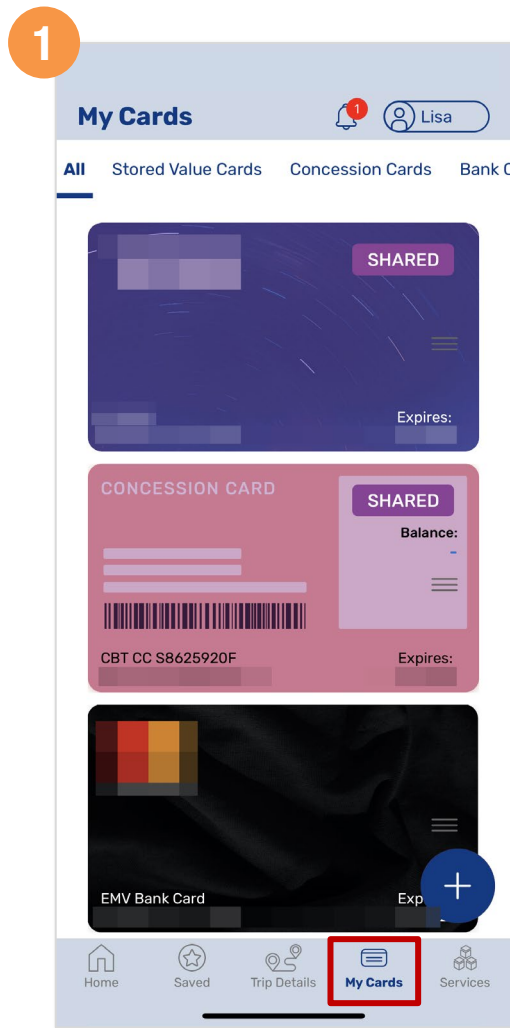 1
My Cards
1
Lisa
All Stored Value Cards Concession Cards Bank C
SHARED
Expires:
CONCESSION CARD
SHARED
Balance:
-
CBT CC S8625920F
Expires:
EMV Bank Card
Exp
+
Home Saved Trip Details My Cards Services